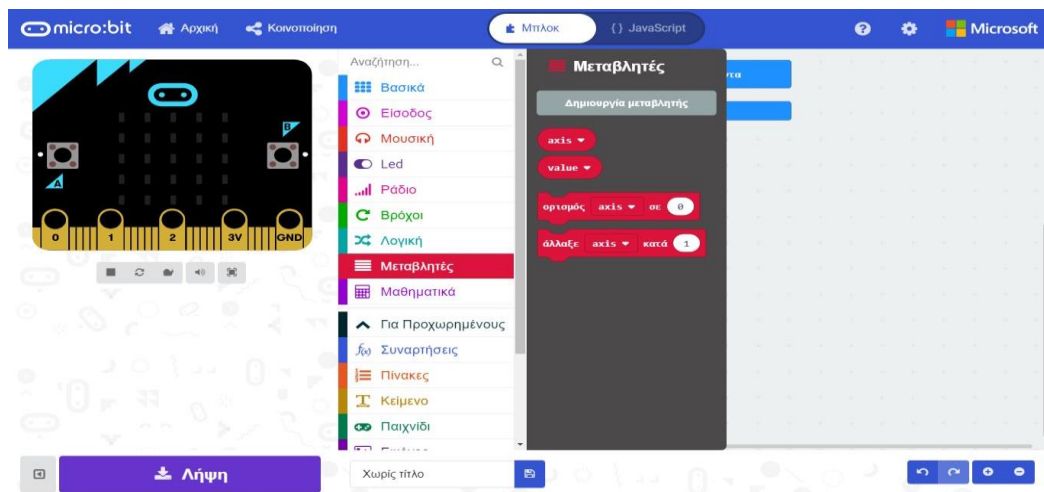 micro:bit Αρχική Κοινοποίηση Μπλοκ {} JavaScript ? Microsoft
Αναζήτηση...
Βασικά
Είσοδος
Μουσική
Led
Ράδιο
Βρόχοι
Λογική
Μεταβλητές
Μαθηματικά
Για Προχωρημένους
f(x) Συναρτήσεις
Πίνακες
Κείμενο
Παιχνίδι
Μεταβλητές
Δημιουργία μεταβλητής
axis
value
ορισμός axis σε 0
άλλαξε axis κατά 1
A
B
0 1 2 3V GND
Λήψη
Χωρίς τίτλο